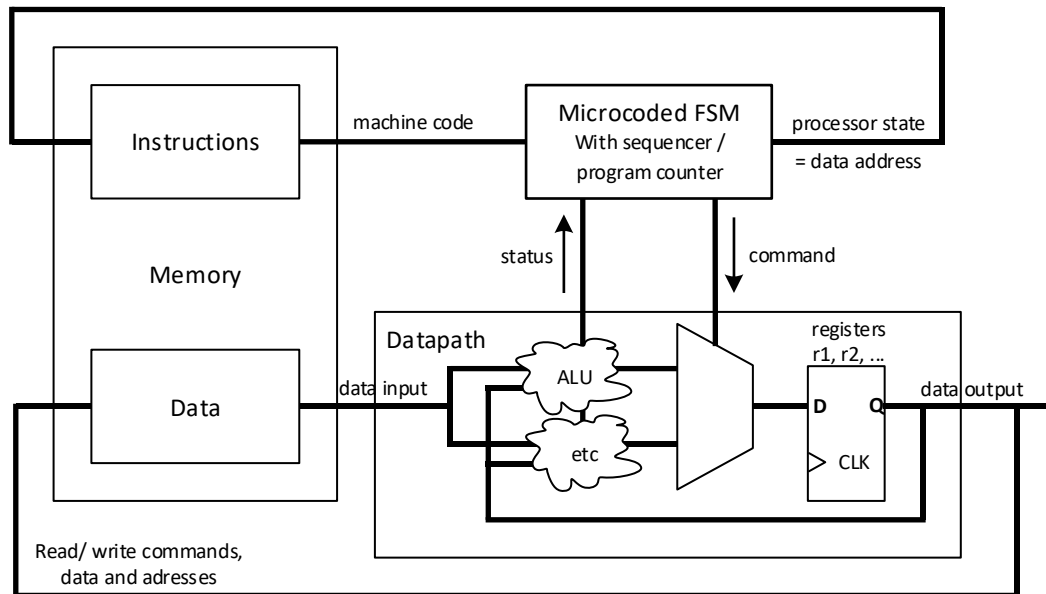 Instructions
machine code
Microcoded FSM
With sequencer /
program counter
processor state
= data address
Memory
status
command
Datapath
registers
r1, r2, ...
Data
data input
ALU
etc
D
Q
CLK
data output
Read/ write commands,
data and adresses